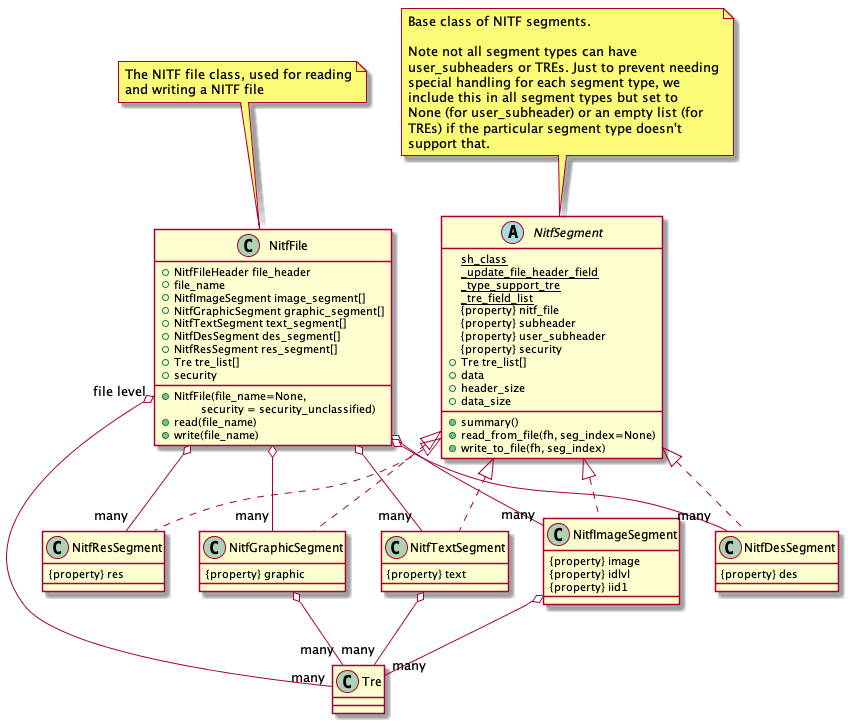 Base class of NITF segments.
Note not all segment types can have
user_subheaders or TREs. Just to prevent needing
special handling for each segment type, we
include this in all segment types but set to
None (for user_subheader) or an empty list (for
TREs) if the particular segment type doesn't
support that.
The NITF file class, used for reading
and writing a NITF file
C NitfFile
NitfFileHeader file_header
file_name
NitfImageSegment image_segment[]
NitfGraphicSegment graphic_segment[]
NitfTextSegment text_segment[]
NitfDesSegment des_segment[]
NitfResSegment res_segment[]
Tre tre_list[]
security
NitfFile(file_name=None,
security = security_unclassified)
read(file_name)
write(file_name)
A NitfSegment
sh_class
_update_file_header_field
_type_support_tre
_tre_field_list
{property} nitf_file
{property} subheader
{property} user_subheader
{property} security
Tre tre_list[]
data
header_size
data_size
summary()
read_from_file(fh, seg_index=None)
write_to_file(fh, seg_index)
file level
many
many
many
many
many
C NitfResSegment
{property} res
C NitfGraphicSegment
{property} graphic
C NitfTextSegment
{property} text
C NitfImageSegment
{property} image
{property} idlvl
{property} iid1
C NitfDesSegment
{property} des
many
many
many
many
C Tre